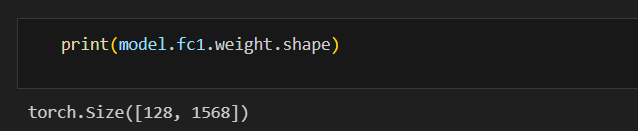 print(model.fc1.weight.shape)
torch.Size([128, 1568])